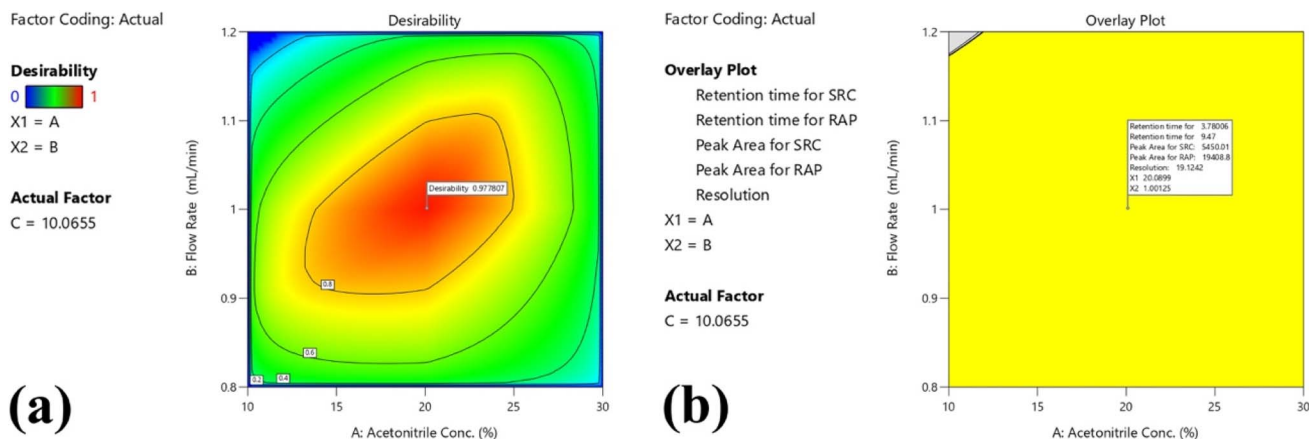 Factor Coding: Actual
Desirability
0 1
X1 = A
X2 = B
Actual Factor
C = 10.0655
Desirability
1.2
1.1
1
0.9
0.8
B: Flow Rate (mL/min)
Desirability 0.977807
0.8
0.6
0.4
0.2
10 15 20 25 30
A: Acetonitrile Conc. (%)
(a)
Factor Coding: Actual
Overlay Plot
Retention time for SRC
Retention time for RAP
Peak Area for SRC
Peak Area for RAP
Resolution
X1 = A
X2 = B
Actual Factor
C = 10.0655
Overlay Plot
1.2
1.1
1
0.9
0.8
B: Flow Rate (mL/min)
Retention time for 3.78006
Retention time for 9.47
Peak Area for SRC: 5450.01
Peak Area for RAP: 19408.8
Resolution: 19.1242
X1 20.0899
X2 1.00125
10 15 20 25 30
A: Acetonitrile Conc. (%)
(b)